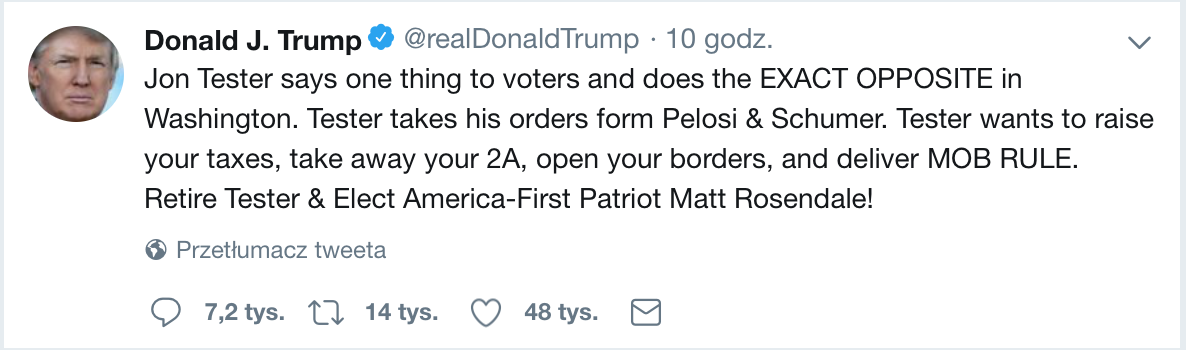 Donald J. Trump @realDonaldTrump · 10 godz.
Jon Tester says one thing to voters and does the EXACT OPPOSITE in
Washington. Tester takes his orders form Pelosi & Schumer. Tester wants to raise
your taxes, take away your 2A, open your borders, and deliver MOB RULE.
Retire Tester & Elect America-First Patriot Matt Rosendale!
Przetłumacz tweeta
7,2 tys. 14 tys. 48 tys.